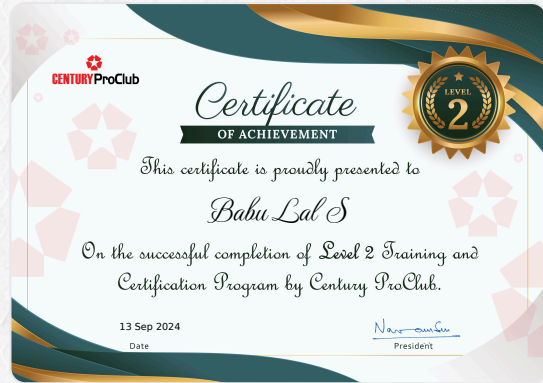 CENTURY ProClub
Certificate
OF ACHIEVEMENT
LEVEL
2
This certificate is proudly presented to
Babu Lal S
On the successful completion of Level 2 Training and
Certification Program by Century ProClub.
13 Sep 2024
Date
President